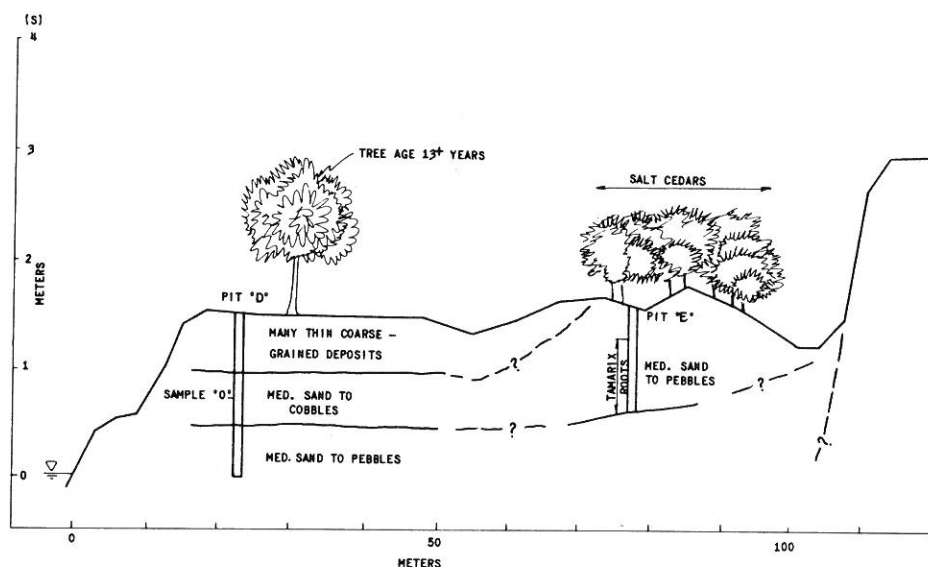 (S)
4
3
2
1
0
METERS
TREE AGE 13+ YEARS
SALT CEDARS
PIT "D"
PIT "E"
MANY THIN COARSE –
GRAINED DEPOSITS
?
SAMPLE "O"
MED. SAND TO
COBBLES
TAMARIX
ROOTS
MED. SAND
TO PEBBLES
?
?
?
MED. SAND TO PEBBLES
0
50
100
METERS